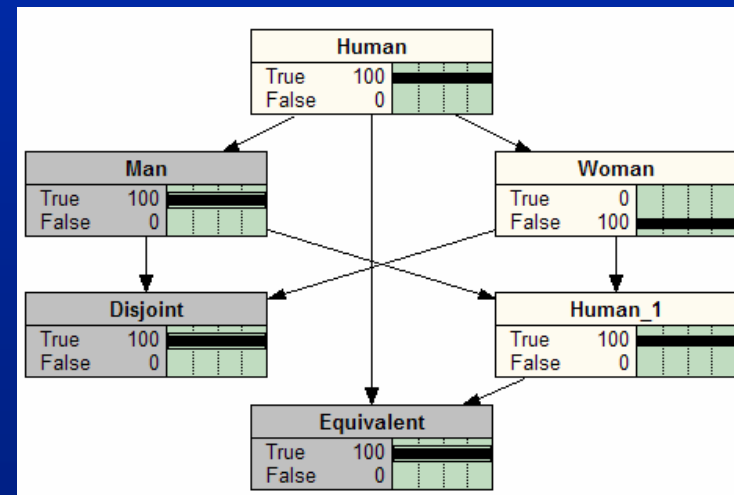 Human
True 100
False 0
Man
True 100
False 0
Woman
True 0
False 100
Disjoint
True 100
False 0
Human_1
True 100
False 0
Equivalent
True 100
False 0